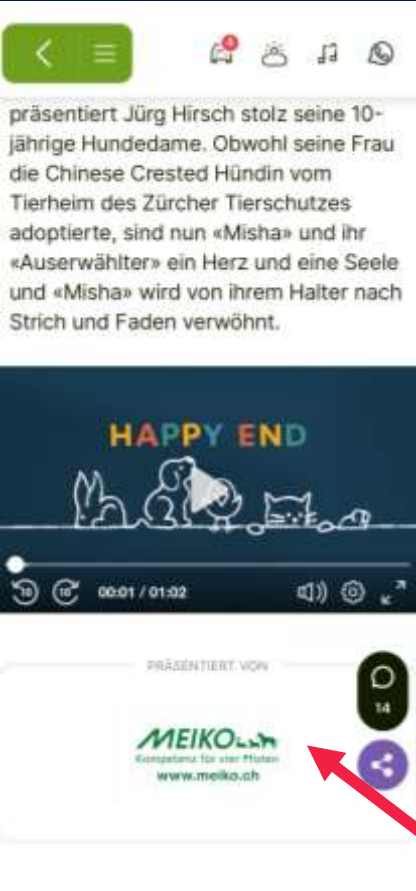 4
präsentiert Jürg Hirsch stolz seine 10-
jährige Hundedame. Obwohl seine Frau
die Chinese Crested Hündin vom
Tierheim des Zürcher Tierschutzes
adoptierte, sind nun «Misha» und ihr
«Auserwählter» ein Herz und eine Seele
und «Misha» wird von ihrem Halter nach
Strich und Faden verwöhnt.
HAPPY END
10 10 00:01 / 01:02
PRÄSENTIERT VON
14
MEIKO
Kompetenz für vier Pfoten
www.meiko.ch